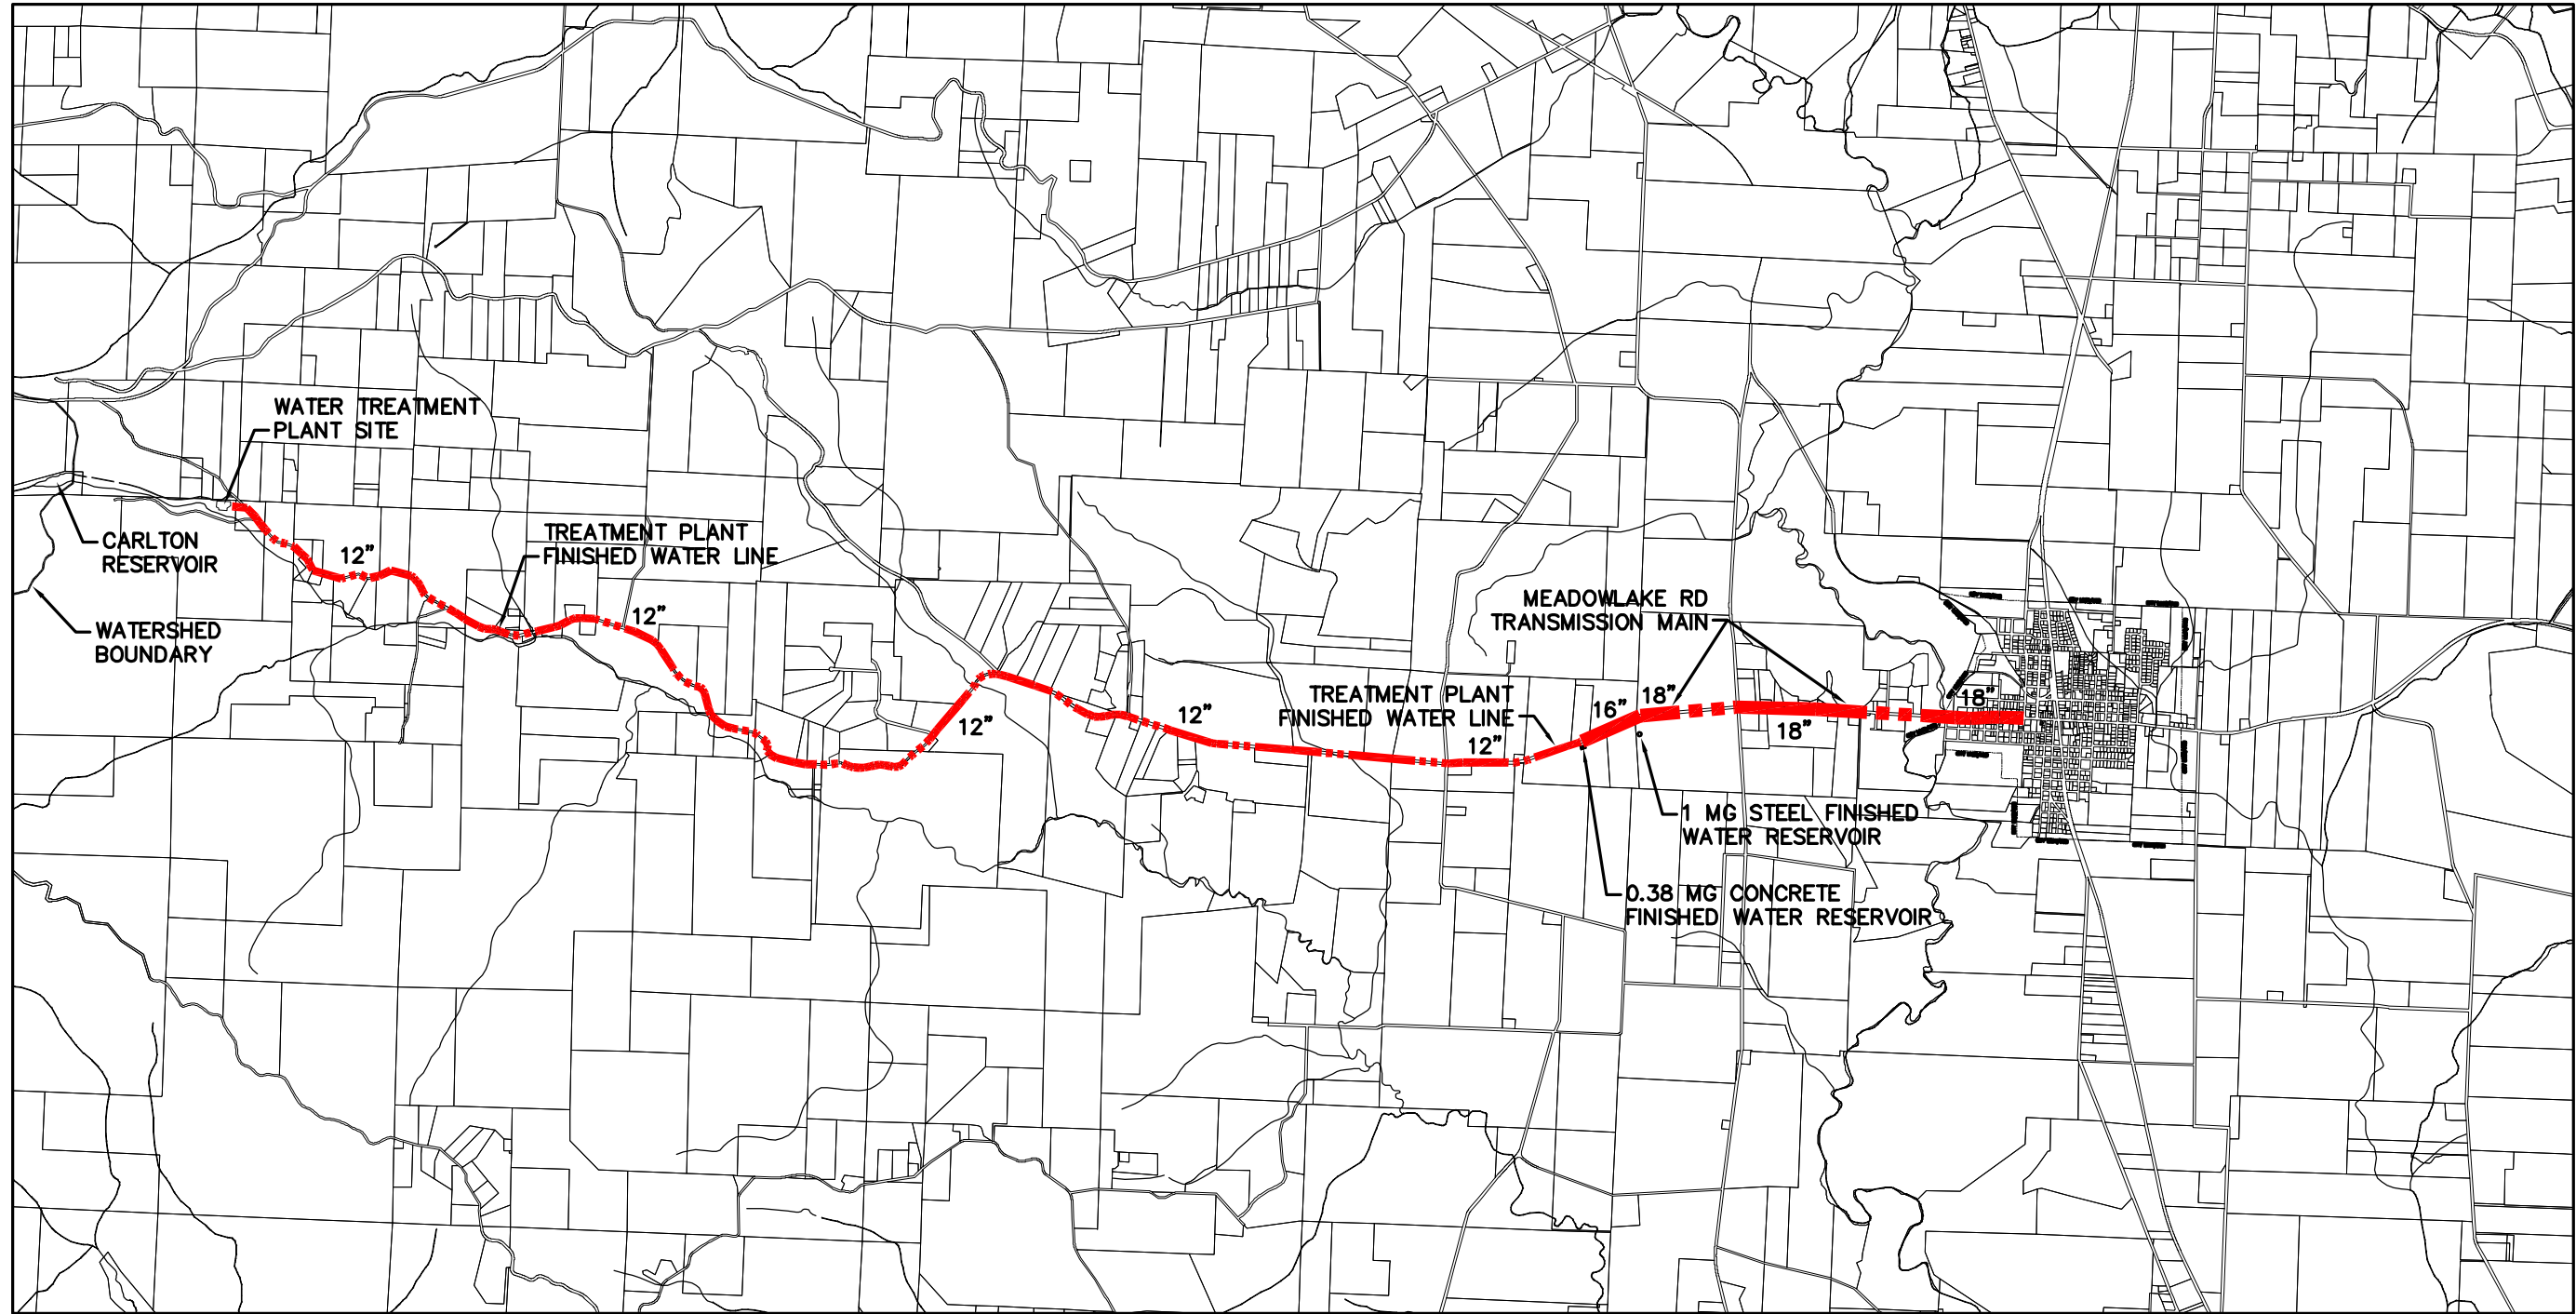 WATER TREATMENT
PLANT SITE
CARLTON
RESERVOIR
12"
TREATMENT PLANT
FINISHED WATER LINE
WATERSHED
BOUNDARY
12"
12"
12"
MEADOWLAKE RD
TRANSMISSION MAIN
TREATMENT PLANT
FINISHED WATER LINE
12"
16"
18"
18"
18"
1 MG STEEL FINISHED
WATER RESERVOIR
0.38 MG CONCRETE
FINISHED WATER RESERVOIR